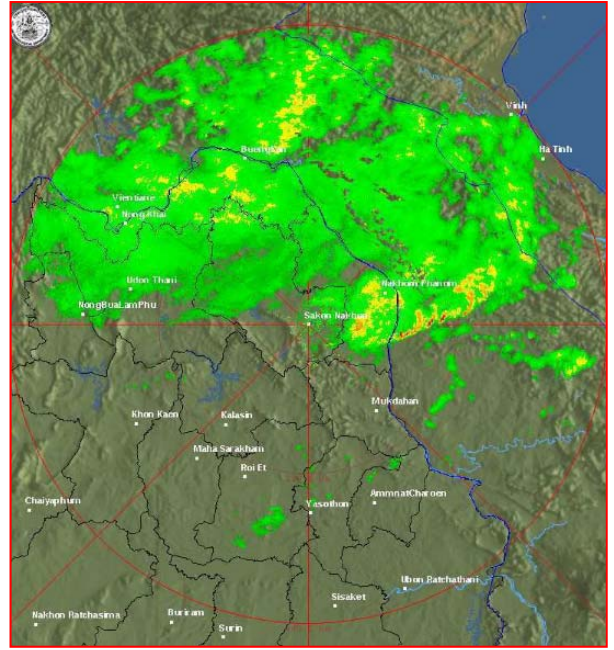 Vinh
Ha Tinh
Vientiane
Nong Khai
Udon Thani
NongBuaLamPhu
Nakhon Phanom
Sakon Nakhon
Mukdahan
Khon Kaen
Kalasin
Maha Sarakham
Roi Et
Chaiyaphum
Yasothon
AmmnatCharoen
Ubon Ratchathani
Sisaket
Nakhon Ratchasima
Buriram
Surin